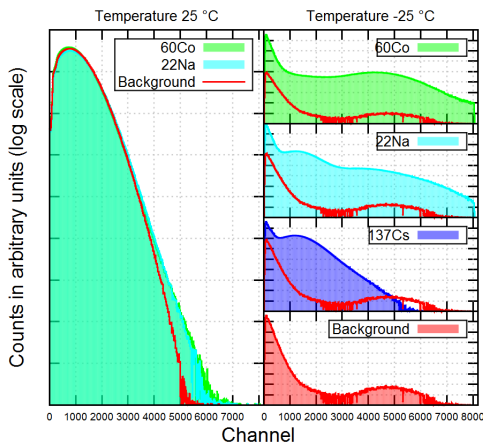 Temperature 25 °C
Temperature -25 °C
Counts in arbitrary units (log scale)
60Co
22Na
Background
60Co
22Na
137Cs
Background
0 1000 2000 3000 4000 5000 6000 7000
0 1000 2000 3000 4000 5000 6000 7000 8000
Channel